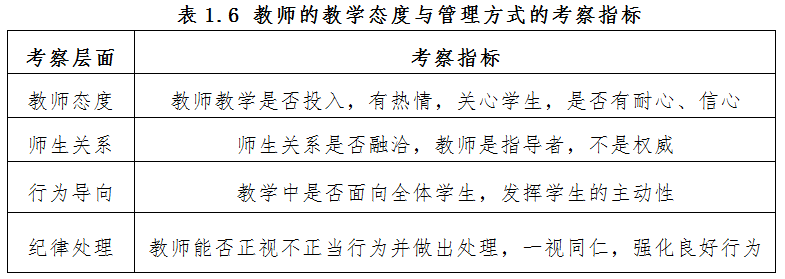 表1.6 教师的教学态度与管理方式的考察指标
考察层面 考察指标
教师态度 教师教学是否投入，有热情，关心学生，是否有耐心、信心
师生关系 师生关系是否融洽，教师是指导者，不是权威
行为导向 教学中是否面向全体学生，发挥学生的主动性
纪律处理 教师能否正视不正当行为并做出处理，一视同仁，强化良好行为